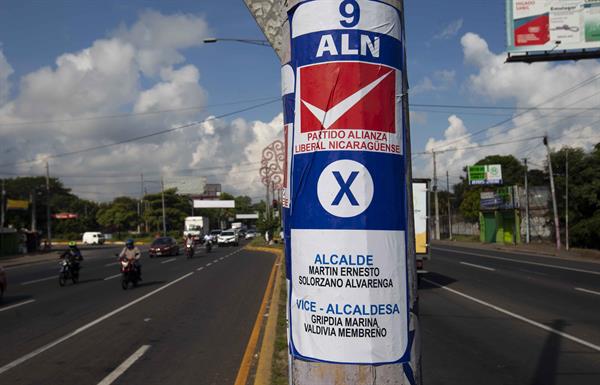 9
ALN
PARTIDO ALIANZA
LIBERAL NICARAGÜENSE
X
ALCALDE
MARTIN ERNESTO
SOLORZANO ALVARENGA
VICE - ALCALDESA
GRIPDIA MARINA
VALDIVIA MEMBREÑO